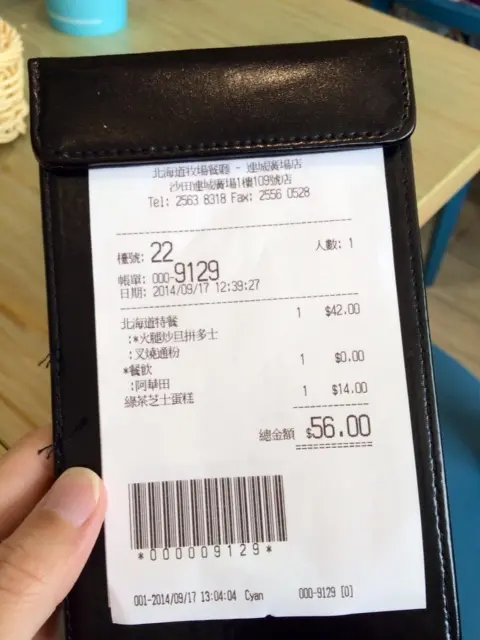 北海道牧場餐廳 - 連城廣場店
沙田連城廣場1樓109號店
Tel: 2563 8318 Fax: 2556 0528
檯號: 22 人數: 1
帳單: 000-9129
日期: 2014/09/17 12:39:27
北海道特餐 1 $42.00
:*火腿炒旦拼多士
:叉燒通粉
*餐飲 1 $0.00
:阿華田
綠茶芝士蛋糕 1 $14.00
總金額 $56.00
*000009129*
001-2014/09/17 13:04:04 Cyan 000-9129 [0]